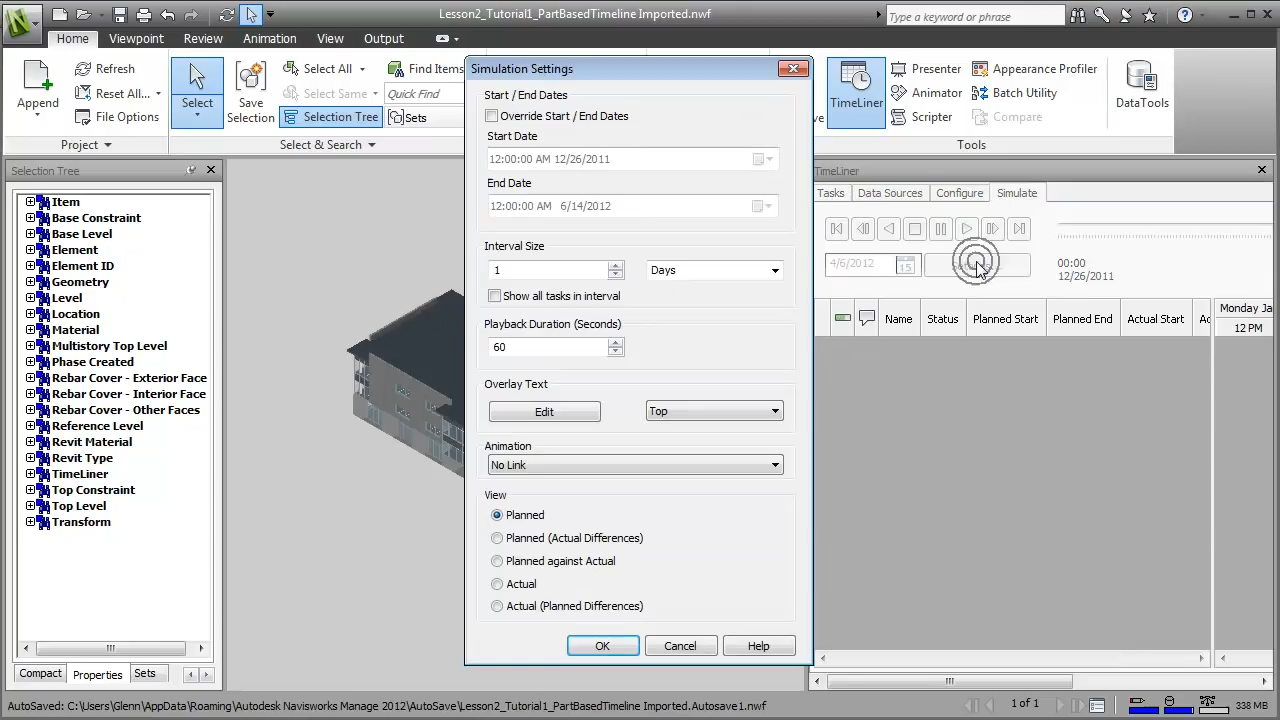 Lesson2_Tutorial1_PartBasedTimeline Imported.nwf
Type a keyword or phrase
Home Viewpoint Review Animation View Output
Append
Refresh
Reset All...
File Options
Project
Select
Save Selection
Select All
Select Same
Selection Tree
Find Items
Quick Find
Sets
Select & Search
TimeLiner
Presenter
Animator
Scripter
Appearance Profiler
Batch Utility
Compare
DataTools
Tools
Selection Tree
Item
Base Constraint
Base Level
Element
Element ID
Geometry
Level
Location
Material
Multistory Top Level
Phase Created
Rebar Cover - Exterior Face
Rebar Cover - Interior Face
Rebar Cover - Other Faces
Reference Level
Revit Material
Revit Type
TimeLiner
Top Constraint
Top Level
Transform
Compact Properties Sets
Simulation Settings
Start / End Dates
Override Start / End Dates
Start Date
12:00:00 AM 12/26/2011
End Date
12:00:00 AM 6/14/2012
Interval Size
1 Days
Show all tasks in interval
Playback Duration (Seconds)
60
Overlay Text
Edit Top
Animation
No Link
View
Planned
Planned (Actual Differences)
Planned against Actual
Actual
Actual (Planned Differences)
OK Cancel Help
TimeLiner
Tasks Data Sources Configure Simulate
4/6/2012 15
00:00
12/26/2011
Name Status Planned Start Planned End Actual Start Ac
Monday Ja
12 PM
AutoSaved: C:\Users\Glenn\AppData\Roaming\Autodesk Navisworks Manage 2012\AutoSave\Lesson2_Tutorial1_PartBasedTimeline Imported.Autosave1.nwf
1 of 1
338 MB